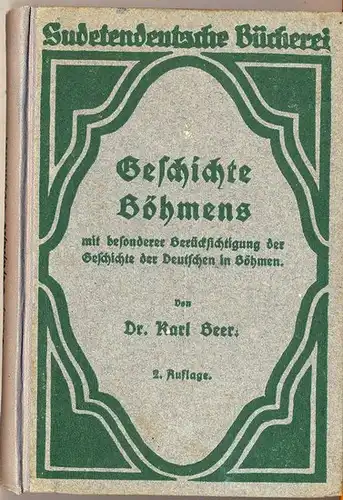 Sudetendeutsche Bücherei
Geschichte
Böhmens
mit besonderer Berücksichtigung der
Geschichte der Deutschen in Böhmen.
Von
Dr. Karl Beer.
2. Auflage.